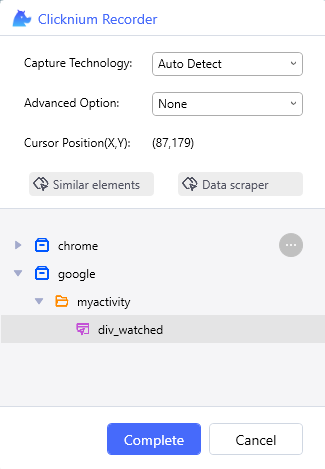 Clicknium Recorder
Capture Technology: Auto Detect
Advanced Option: None
Cursor Position(X,Y): (87,179)
Similar elements Data scraper
chrome
google
myactivity
div_watched
Complete Cancel